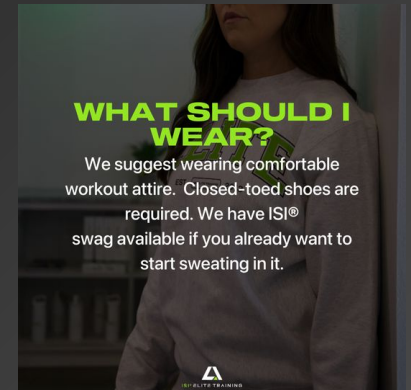 WHAT SHOULD I
WEAR?
We suggest wearing comfortable
workout attire. Closed-toed shoes are
required. We have ISI®
swag available if you already want to
start sweating in it.
ISI® ELITE TRAINING